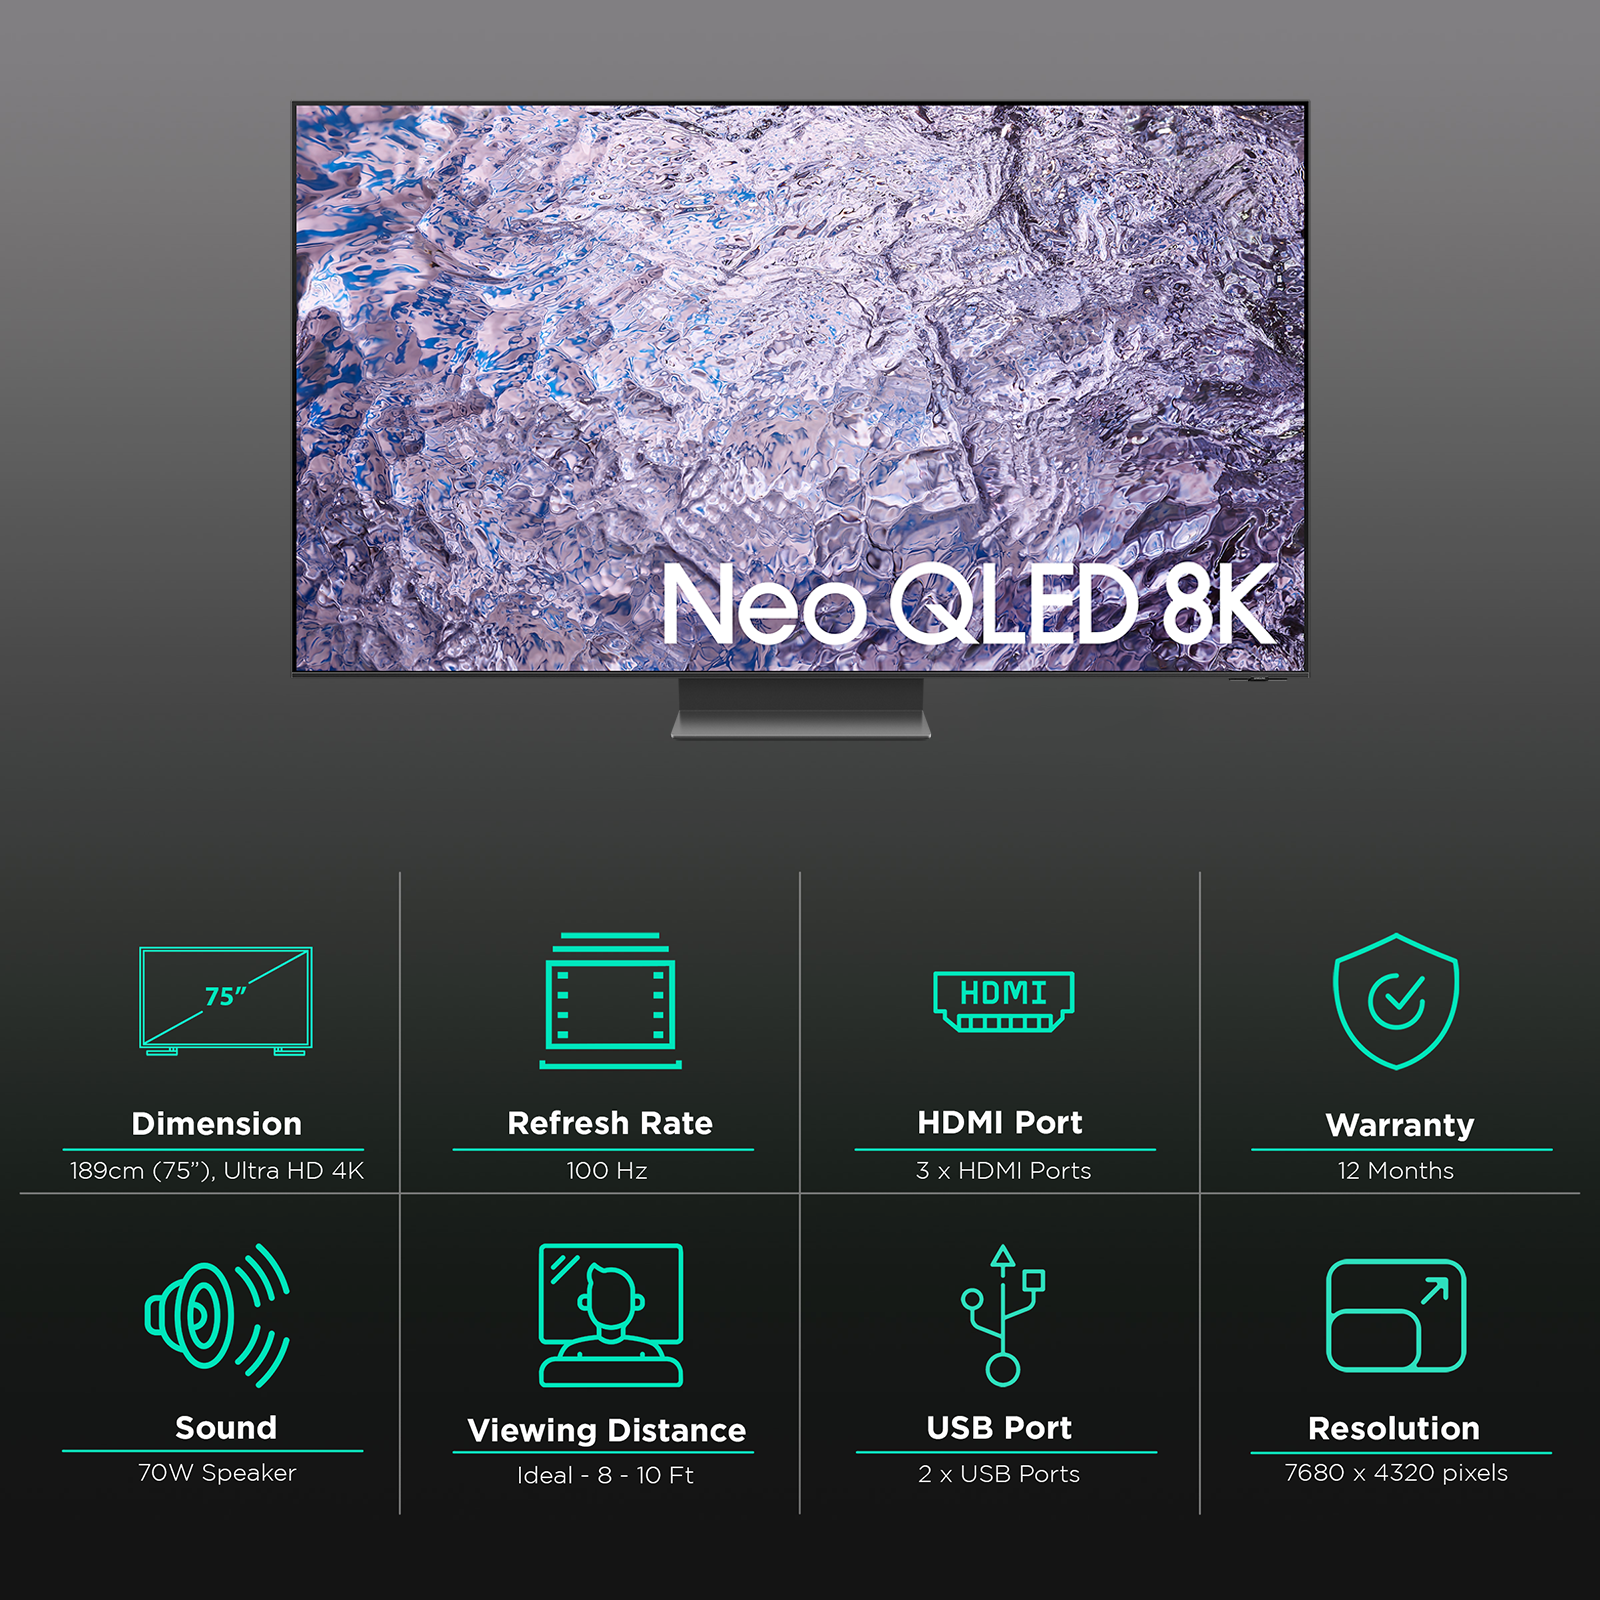 Neo QLED 8K
75”
HDMI
Dimension
189cm (75”), Ultra HD 4K
Refresh Rate
100 Hz
HDMI Port
3 x HDMI Ports
Warranty
12 Months
Sound
70W Speaker
Viewing Distance
Ideal - 8 - 10 Ft
USB Port
2 x USB Ports
Resolution
7680 x 4320 pixels